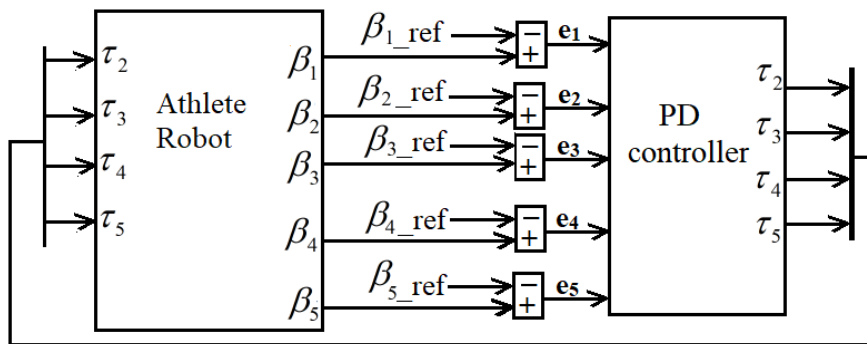 τ₂
τ₃
τ₄
τ₅
Athlete
Robot
β₁
β₂
β₃
β₄
β₅
β₁_ref
β₂_ref
β₃_ref
β₄_ref
β₅_ref
−
+
−
+
−
+
−
+
−
+
e₁
e₂
e₃
e₄
e₅
PD
controller
τ₂
τ₃
τ₄
τ₅